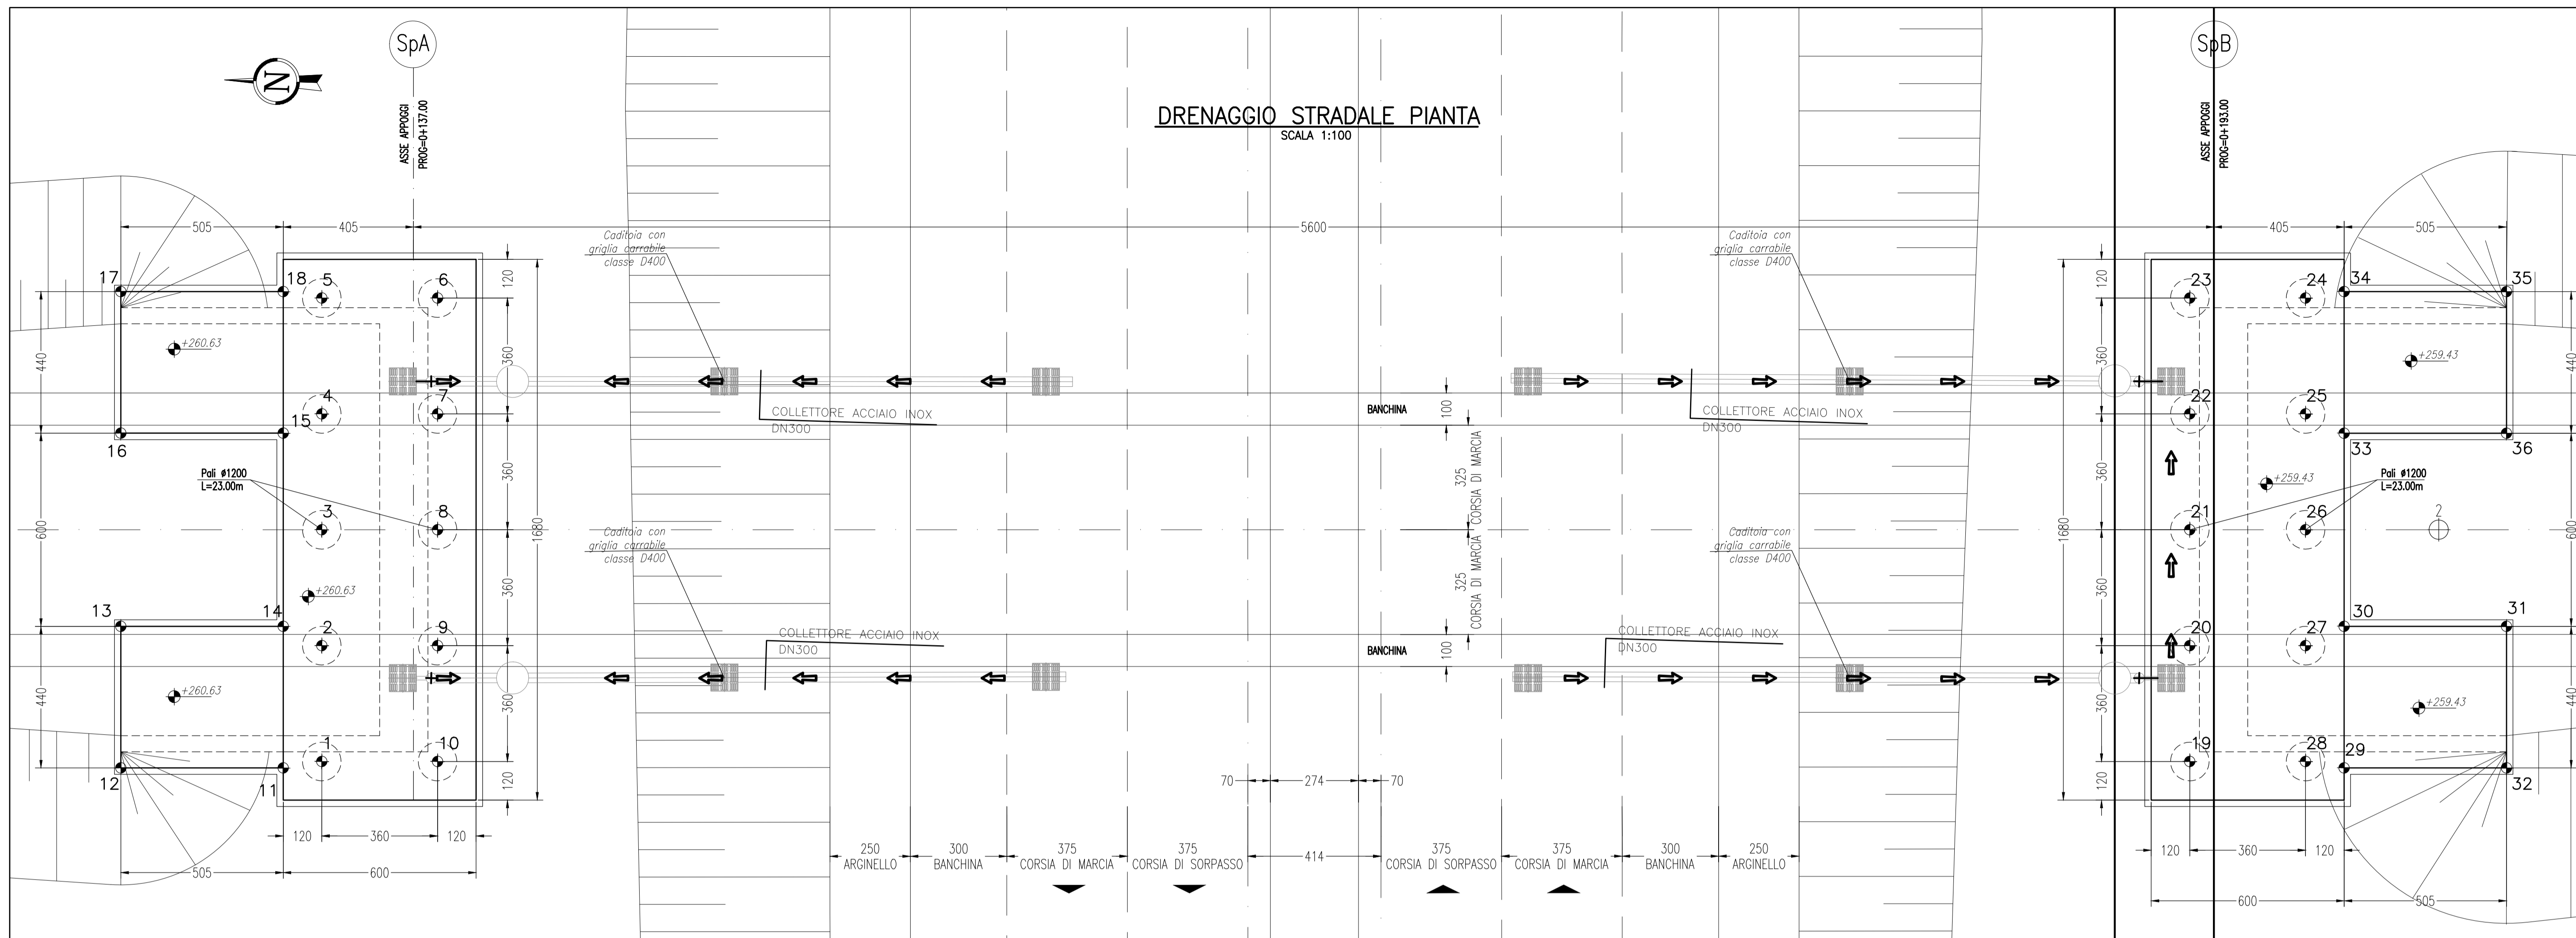 SpA
SpB
N
ASSE APPOGGI
PROG=0+137.00
DRENAGGIO STRADALE PIANTA
SCALA 1:100
ASSE APPOGGI
PROG=0+193.00
505
405
5600
405
505
Caditoia con
griglia carrabile
classe D400
Caditoia con
griglia carrabile
classe D400
17
18
5
6
120
23
24
34
35
120
440
+260.63
360
360
+259.43
440
4
7
COLLETTORE ACCIAIO INOX
DN300
BANCHINA
100
COLLETTORE ACCIAIO INOX
DN300
22
25
16
15
33
36
Pali ø1200
L=23.00m
360
325
CORSIA DI MARCIA
360
+259.43
Pali ø1200
L=23.00m
600
3
8
1680
1680
21
26
2
600
Caditoia con
griglia carrabile
classe D400
325
CORSIA DI MARCIA
Caditoia con
griglia carrabile
classe D400
+260.63
360
360
13
14
2
9
COLLETTORE ACCIAIO INOX
DN300
BANCHINA
100
COLLETTORE ACCIAIO INOX
DN300
20
27
30
31
440
+260.63
360
360
+259.43
440
1
10
19
28
29
12
11
120
70
274
70
120
32
120
360
120
250
ARGINELLO
300
BANCHINA
375
CORSIA DI MARCIA
375
CORSIA DI SORPASSO
414
375
CORSIA DI SORPASSO
375
CORSIA DI MARCIA
300
BANCHINA
250
ARGINELLO
120
360
120
505
600
600
505